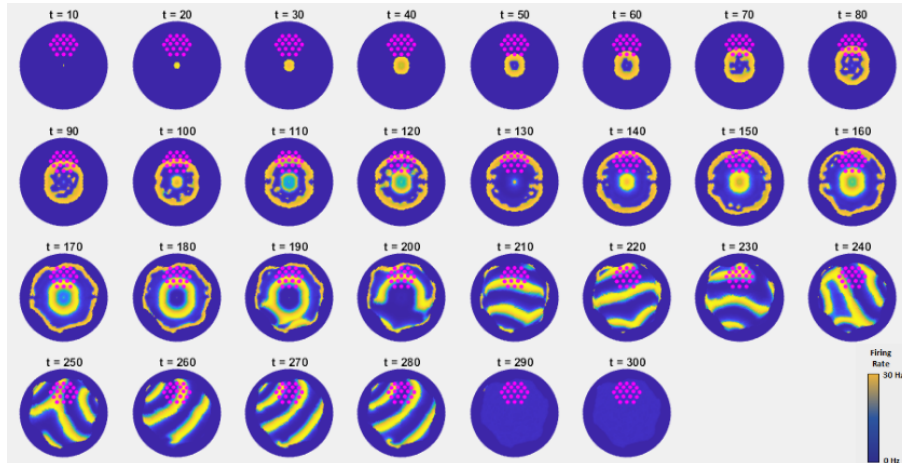 t = 10 t = 20 t = 30 t = 40 t = 50 t = 60 t = 70 t = 80
t = 90 t = 100 t = 110 t = 120 t = 130 t = 140 t = 150 t = 160
t = 170 t = 180 t = 190 t = 200 t = 210 t = 220 t = 230 t = 240
t = 250 t = 260 t = 270 t = 280 t = 290 t = 300
Firing
Rate
30 Hz
0 Hz